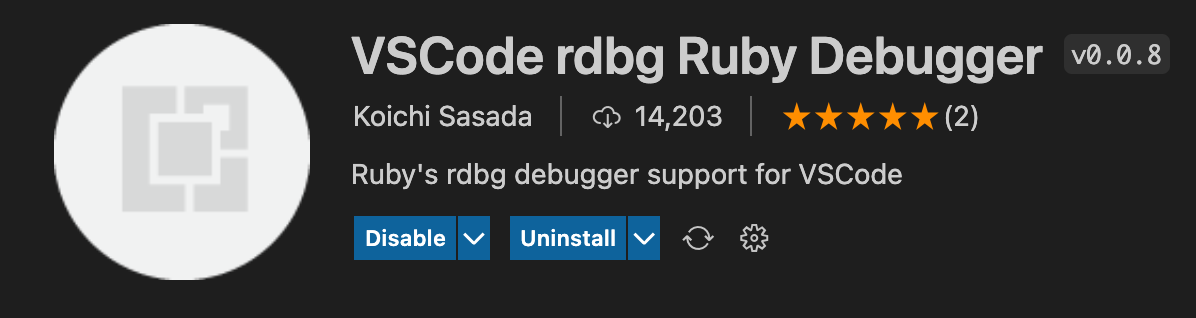 VSCode rdbg Ruby Debugger v0.0.8
Koichi Sasada 14,203 (2)
Ruby's rdbg debugger support for VSCode
Disable Uninstall